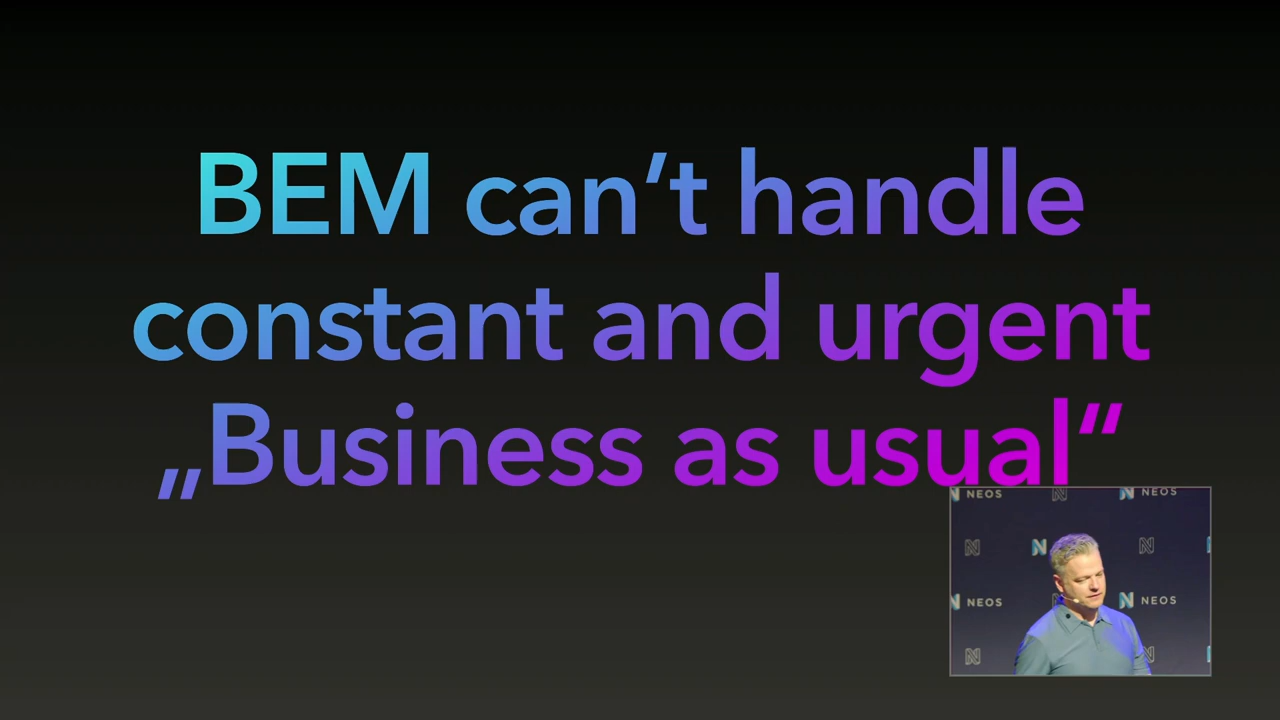 BEM can’t handle
constant and urgent
„Business as usual“
NEOS
NEOS
NEOS
NEOS